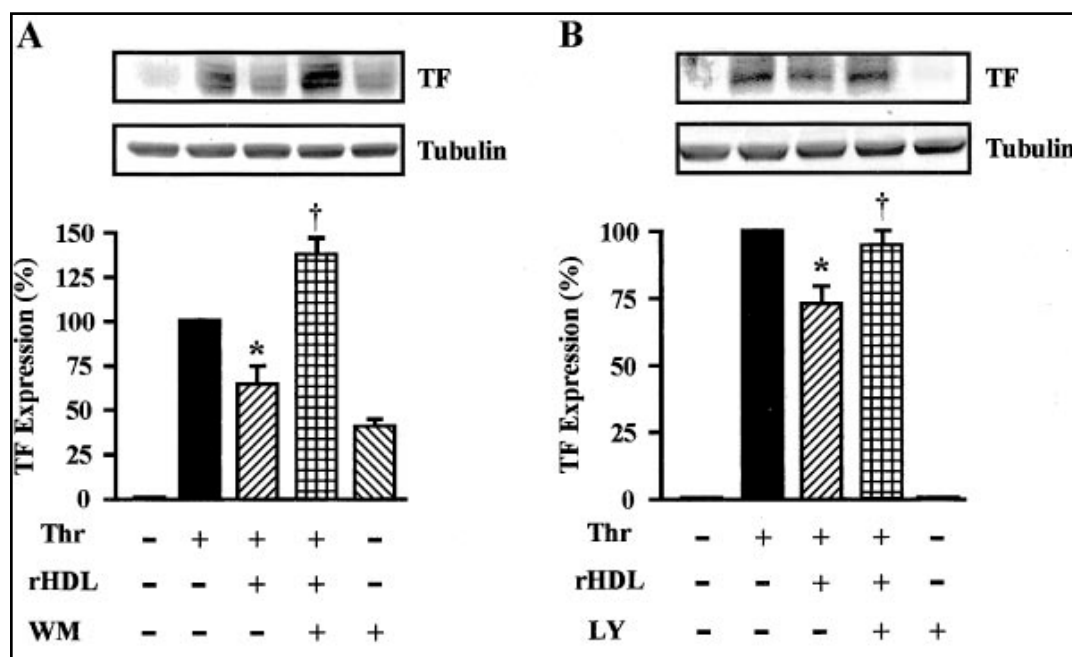 A
TF
Tubulin
†
*
150
125
100
75
50
25
0
TF Expression (%)
Thr - + + + -
rHDL - - + + -
WM - - - + +
B
TF
Tubulin
†
*
100
75
50
25
0
TF Expression (%)
Thr - + + + -
rHDL - - + + -
LY - - - + +